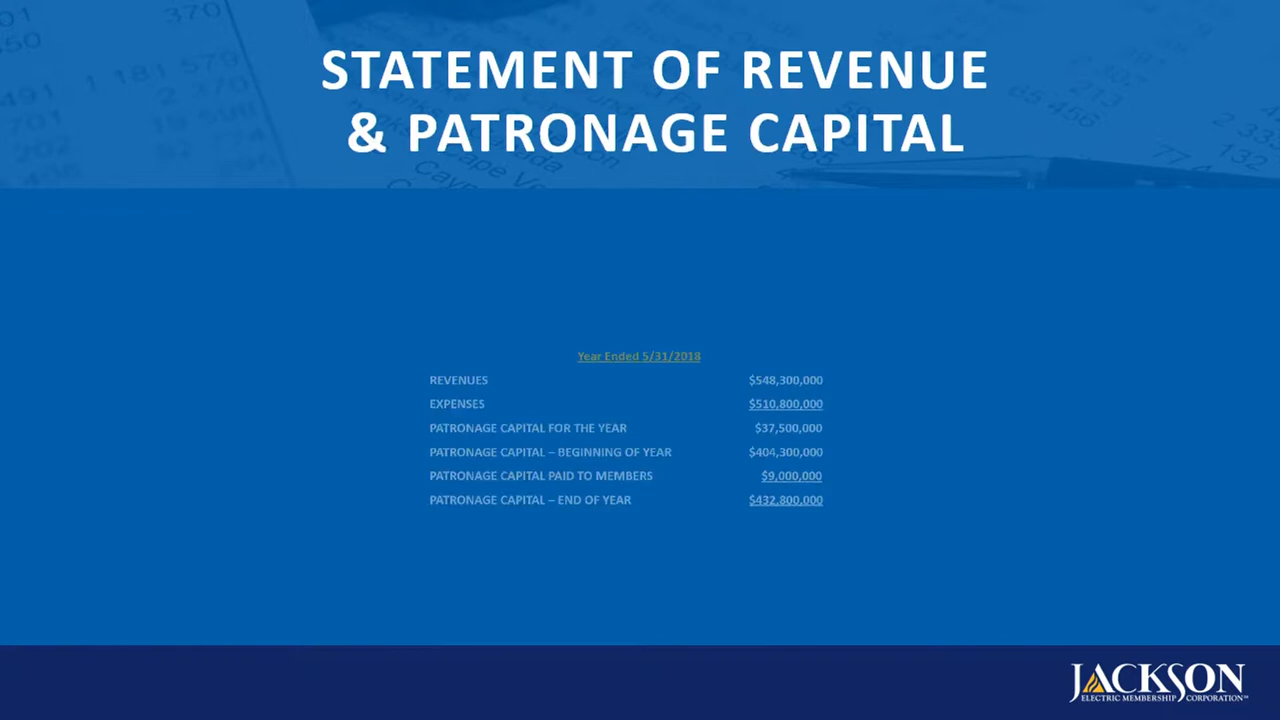 STATEMENT OF REVENUE
& PATRONAGE CAPITAL
Year Ended 5/31/2018
REVENUES $548,300,000
EXPENSES $510,800,000
PATRONAGE CAPITAL FOR THE YEAR $37,500,000
PATRONAGE CAPITAL – BEGINNING OF YEAR $404,300,000
PATRONAGE CAPITAL PAID TO MEMBERS $9,000,000
PATRONAGE CAPITAL – END OF YEAR $432,800,000
JACKSON
ELECTRIC MEMBERSHIP CORPORATION